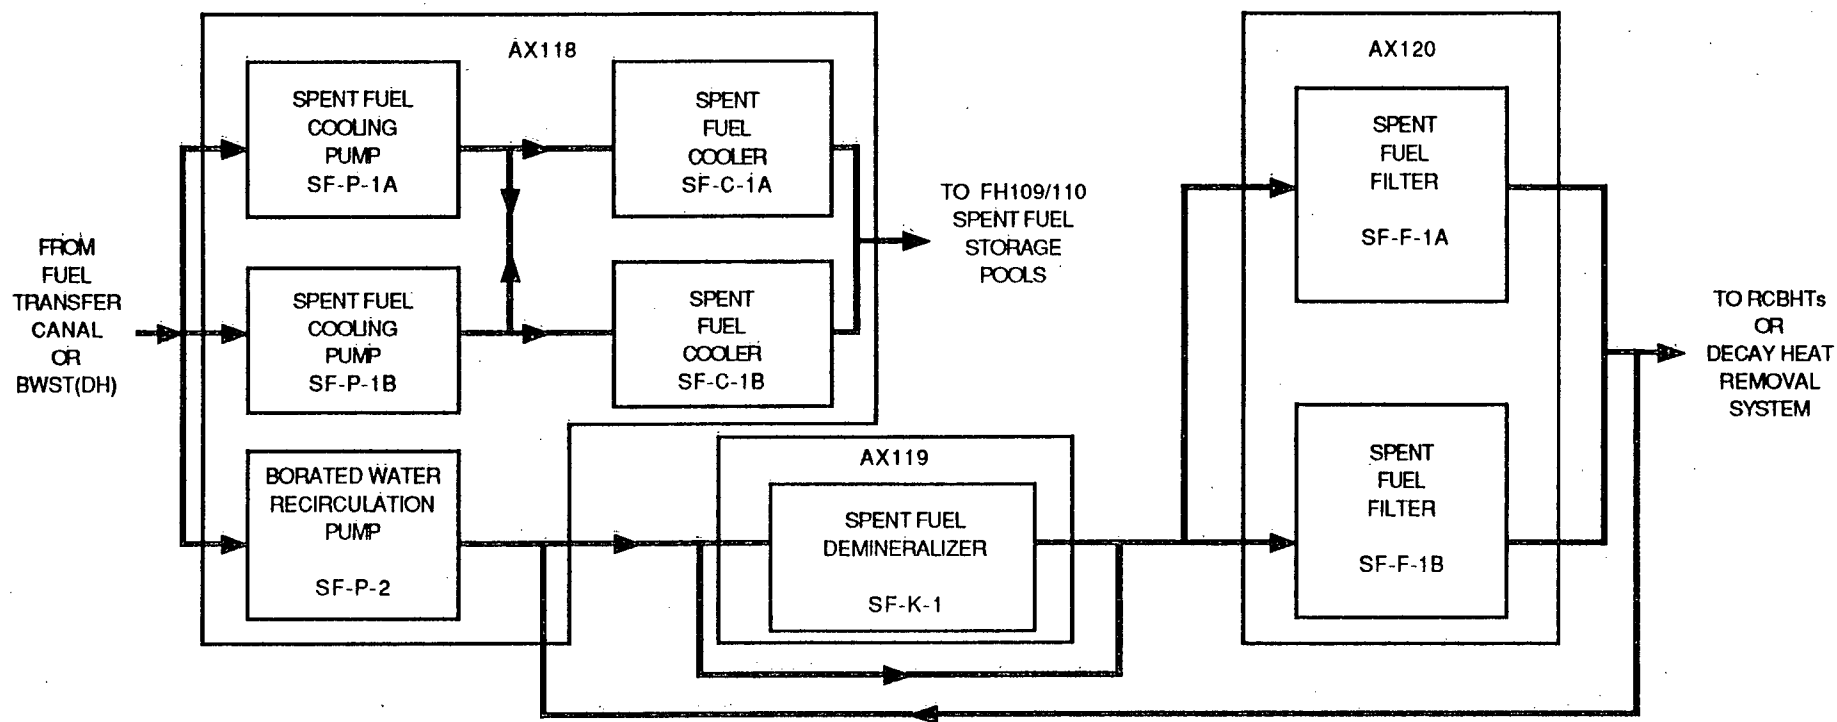 AX118
SPENT FUEL
COOLING
PUMP
SF-P-1A
SPENT
FUEL
COOLER
SF-C-1A
FROM
FUEL
TRANSFER
CANAL
OR
BWST(DH)
SPENT FUEL
COOLING
PUMP
SF-P-1B
SPENT
FUEL
COOLER
SF-C-1B
TO FH109/110
SPENT FUEL
STORAGE
POOLS
BORATED WATER
RECIRCULATION
PUMP
SF-P-2
AX119
SPENT FUEL
DEMINERALIZER
SF-K-1
AX120
SPENT
FUEL
FILTER
SF-F-1A
SPENT
FUEL
FILTER
SF-F-1B
TO RCBHTs
OR
DECAY HEAT
REMOVAL
SYSTEM